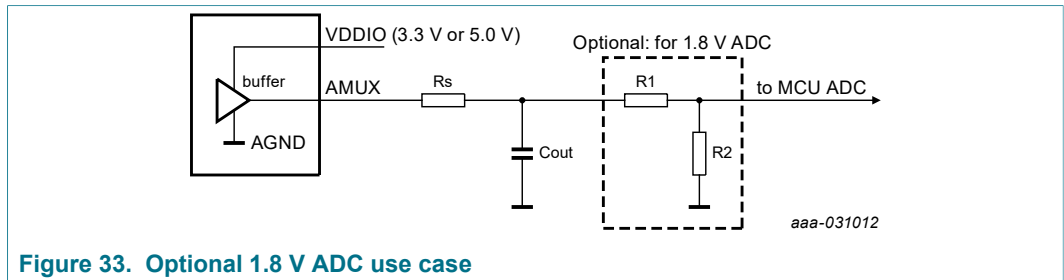 VDDIO (3.3 V or 5.0 V)
Optional: for 1.8 V ADC
buffer
AMUX
Rs
R1
to MCU ADC
AGND
Cout
R2
aaa-031012
Figure 33. Optional 1.8 V ADC use case